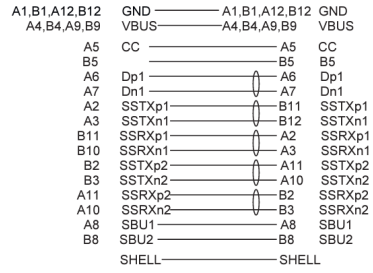 A1,B1,A12,B12 GND A1,B1,A12,B12 GND
A4,B4,A9,B9 VBUS A4,B4,A9,B9 VBUS
A5 CC A5 CC
B5 B5 B5
A6 Dp1 A6 Dp1
A7 Dn1 A7 Dn1
A2 SSTXp1 B11 SSTXp1
A3 SSTXn1 B12 SSTXn1
B11 SSRXp1 A2 SSRXp1
B10 SSRXn1 A3 SSRXn1
B2 SSTXp2 A11 SSTXp2
B3 SSTXn2 A10 SSTXn2
A11 SSRXp2 B2 SSRXp2
A10 SSRXn2 B3 SSRXn2
A8 SBU1 A8 SBU1
B8 SBU2 B8 SBU2
SHELL SHELL